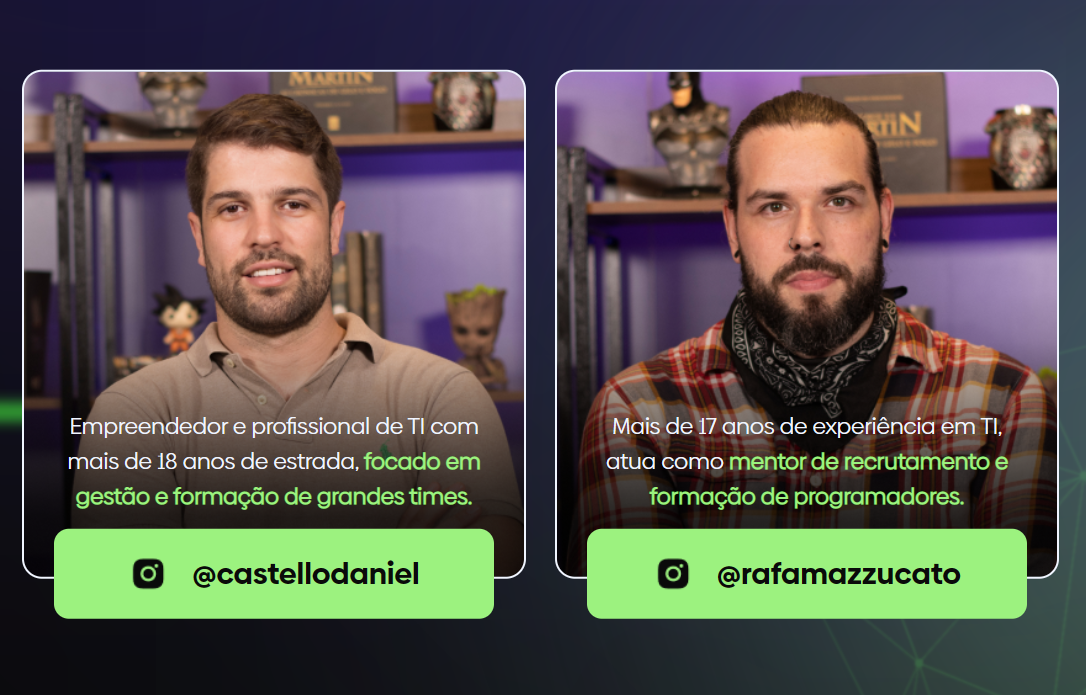 MARTIN
Empreendedor e profissional de TI com
mais de 18 anos de estrada, focado em
gestão e formação de grandes times.
@castellodaniel
RTIN
Mais de 17 anos de experiência em TI,
atua como mentor de recrutamento e
formação de programadores.
@rafamazzucato